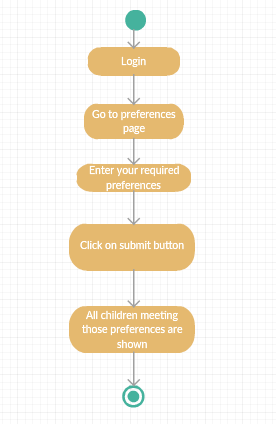 Login
Go to preferences
page
Enter your required
preferences
Click on submit button
All children meeting
those preferences are
shown